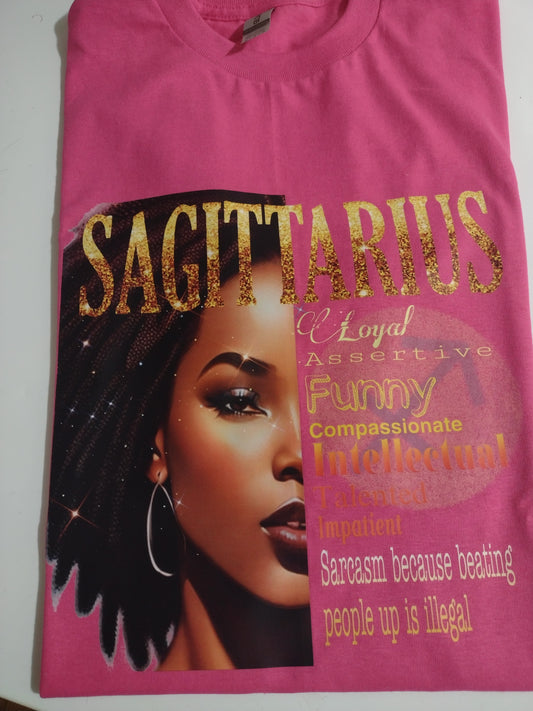 SAGITTARIUS
Loyal
Assertive
Funny
Compassionate
Intellectual
Talented
Impatient
Sarcasm because beating
people up is illegal